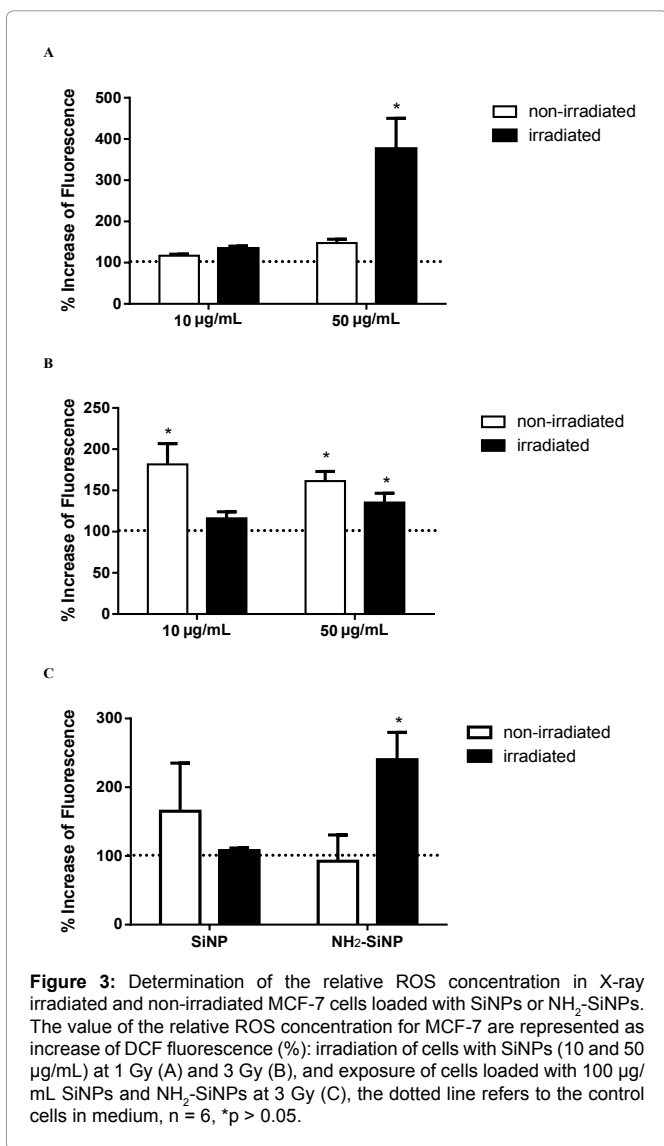 A
% Increase of Fluorescence
500
400
300
200
100
0
*
non-irradiated
irradiated
10 µg/mL
50 µg/mL
B
% Increase of Fluorescence
250
200
150
100
50
0
*
*
*
non-irradiated
irradiated
10 µg/mL
50 µg/mL
C
% Increase of Fluorescence
300
200
100
0
*
non-irradiated
irradiated
SiNP
NH₂-SiNP
Figure 3: Determination of the relative ROS concentration in X-ray
irradiated and non-irradiated MCF-7 cells loaded with SiNPs or NH₂-SiNPs.
The value of the relative ROS concentration for MCF-7 are represented as
increase of DCF fluorescence (%): irradiation of cells with SiNPs (10 and 50
µg/mL) at 1 Gy (A) and 3 Gy (B), and exposure of cells loaded with 100 µg/
mL SiNPs and NH₂-SiNPs at 3 Gy (C), the dotted line refers to the control
cells in medium, n = 6, *p > 0.05.